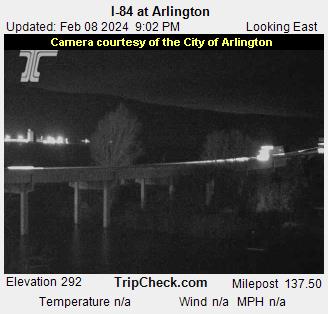 I-84 at Arlington
Updated: Feb 08 2024 9:02 PM Looking East
Camera courtesy of the City of Arlington
Elevation 292 TripCheck.com Milepost 137.50
Temperature n/a Wind n/a MPH n/a